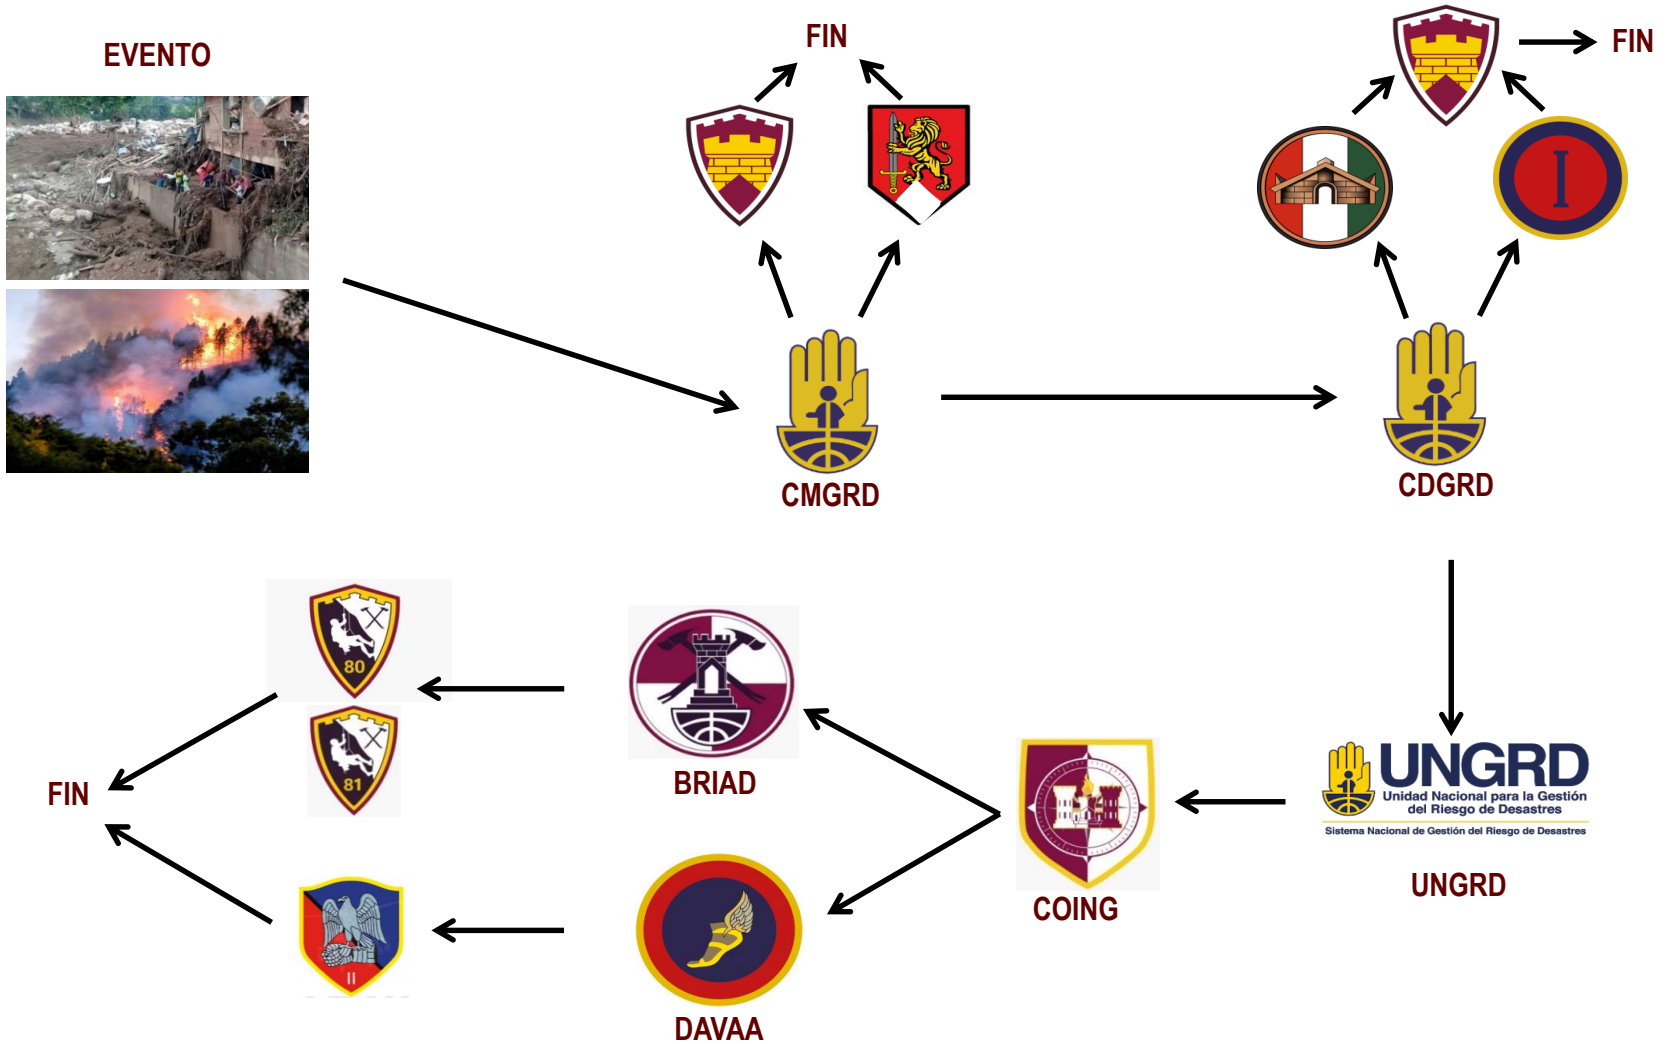 EVENTO
FIN
FIN
I
CMGRD
CDGRD
80
81
FIN
II
BRIAD
DAVAA
COING
UNGRD
Unidad Nacional para la Gestión
del Riesgo de Desastres
Sistema Nacional de Gestión del Riesgo de Desastres
UNGRD